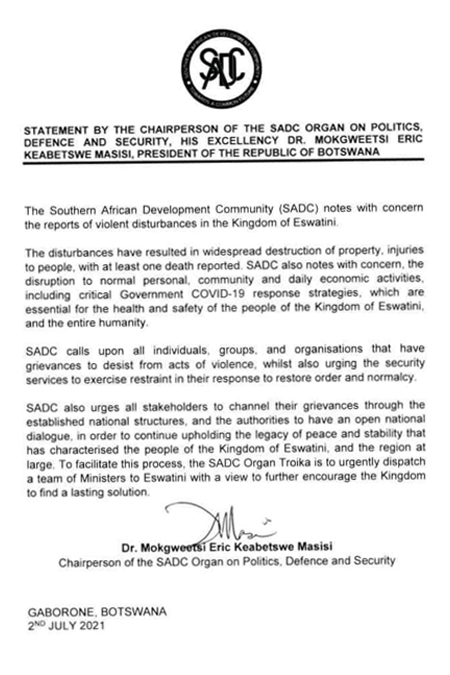 SADC
STATEMENT BY THE CHAIRPERSON OF THE SADC ORGAN ON POLITICS,
DEFENCE AND SECURITY, HIS EXCELLENCY DR. MOKGWEETSI ERIC
KEABETSWE MASISI, PRESIDENT OF THE REPUBLIC OF BOTSWANA
The Southern African Development Community (SADC) notes with concern
the reports of violent disturbances in the Kingdom of Eswatini.
The disturbances have resulted in widespread destruction of property, injuries
to people, with at least one death reported. SADC also notes with concern, the
disruption to normal personal, community and daily economic activities,
including critical Government COVID-19 response strategies, which are
essential for the health and safety of the people of the Kingdom of Eswatini,
and the entire humanity.
SADC calls upon all individuals, groups, and organisations that have
grievances to desist from acts of violence, whilst also urging the security
services to exercise restraint in their response to restore order and normalcy.
SADC also urges all stakeholders to channel their grievances through the
established national structures, and the authorities to have an open national
dialogue, in order to continue upholding the legacy of peace and stability that
has characterised the people of the Kingdom of Eswatini, and the region at
large. To facilitate this process, the SADC Organ Troika is to urgently dispatch
a team of Ministers to Eswatini with a view to further encourage the Kingdom
to find a lasting solution.
Dr. Mokgweetsi Eric Keabetswe Masisi
Chairperson of the SADC Organ on Politics, Defence and Security
GABORONE, BOTSWANA
2ND JULY 2021